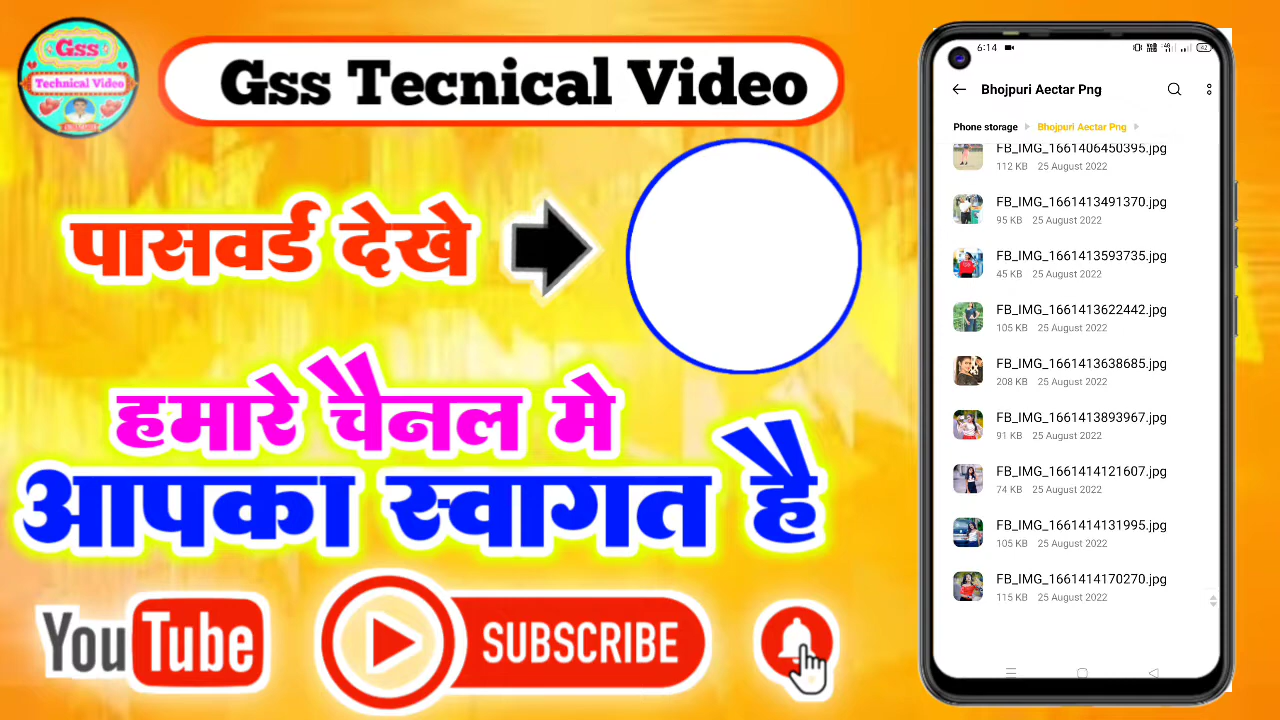 Gss
Technical Video
Gss Tecnical Video
पासवर्ड देखे
हमारे चैनल मे
आपका स्वागत है
YouTube
SUBSCRIBE
6:14
Bhojpuri Aectar Png
Phone storage
Bhojpuri Aectar Png
FB_IMG_1661406450395.jpg
112 KB 25 August 2022
FB_IMG_1661413491370.jpg
95 KB 25 August 2022
FB_IMG_1661413593735.jpg
45 KB 25 August 2022
FB_IMG_1661413622442.jpg
105 KB 25 August 2022
FB_IMG_1661413638685.jpg
208 KB 25 August 2022
FB_IMG_1661413893967.jpg
91 KB 25 August 2022
FB_IMG_1661414121607.jpg
74 KB 25 August 2022
FB_IMG_1661414131995.jpg
105 KB 25 August 2022
FB_IMG_1661414170270.jpg
115 KB 25 August 2022